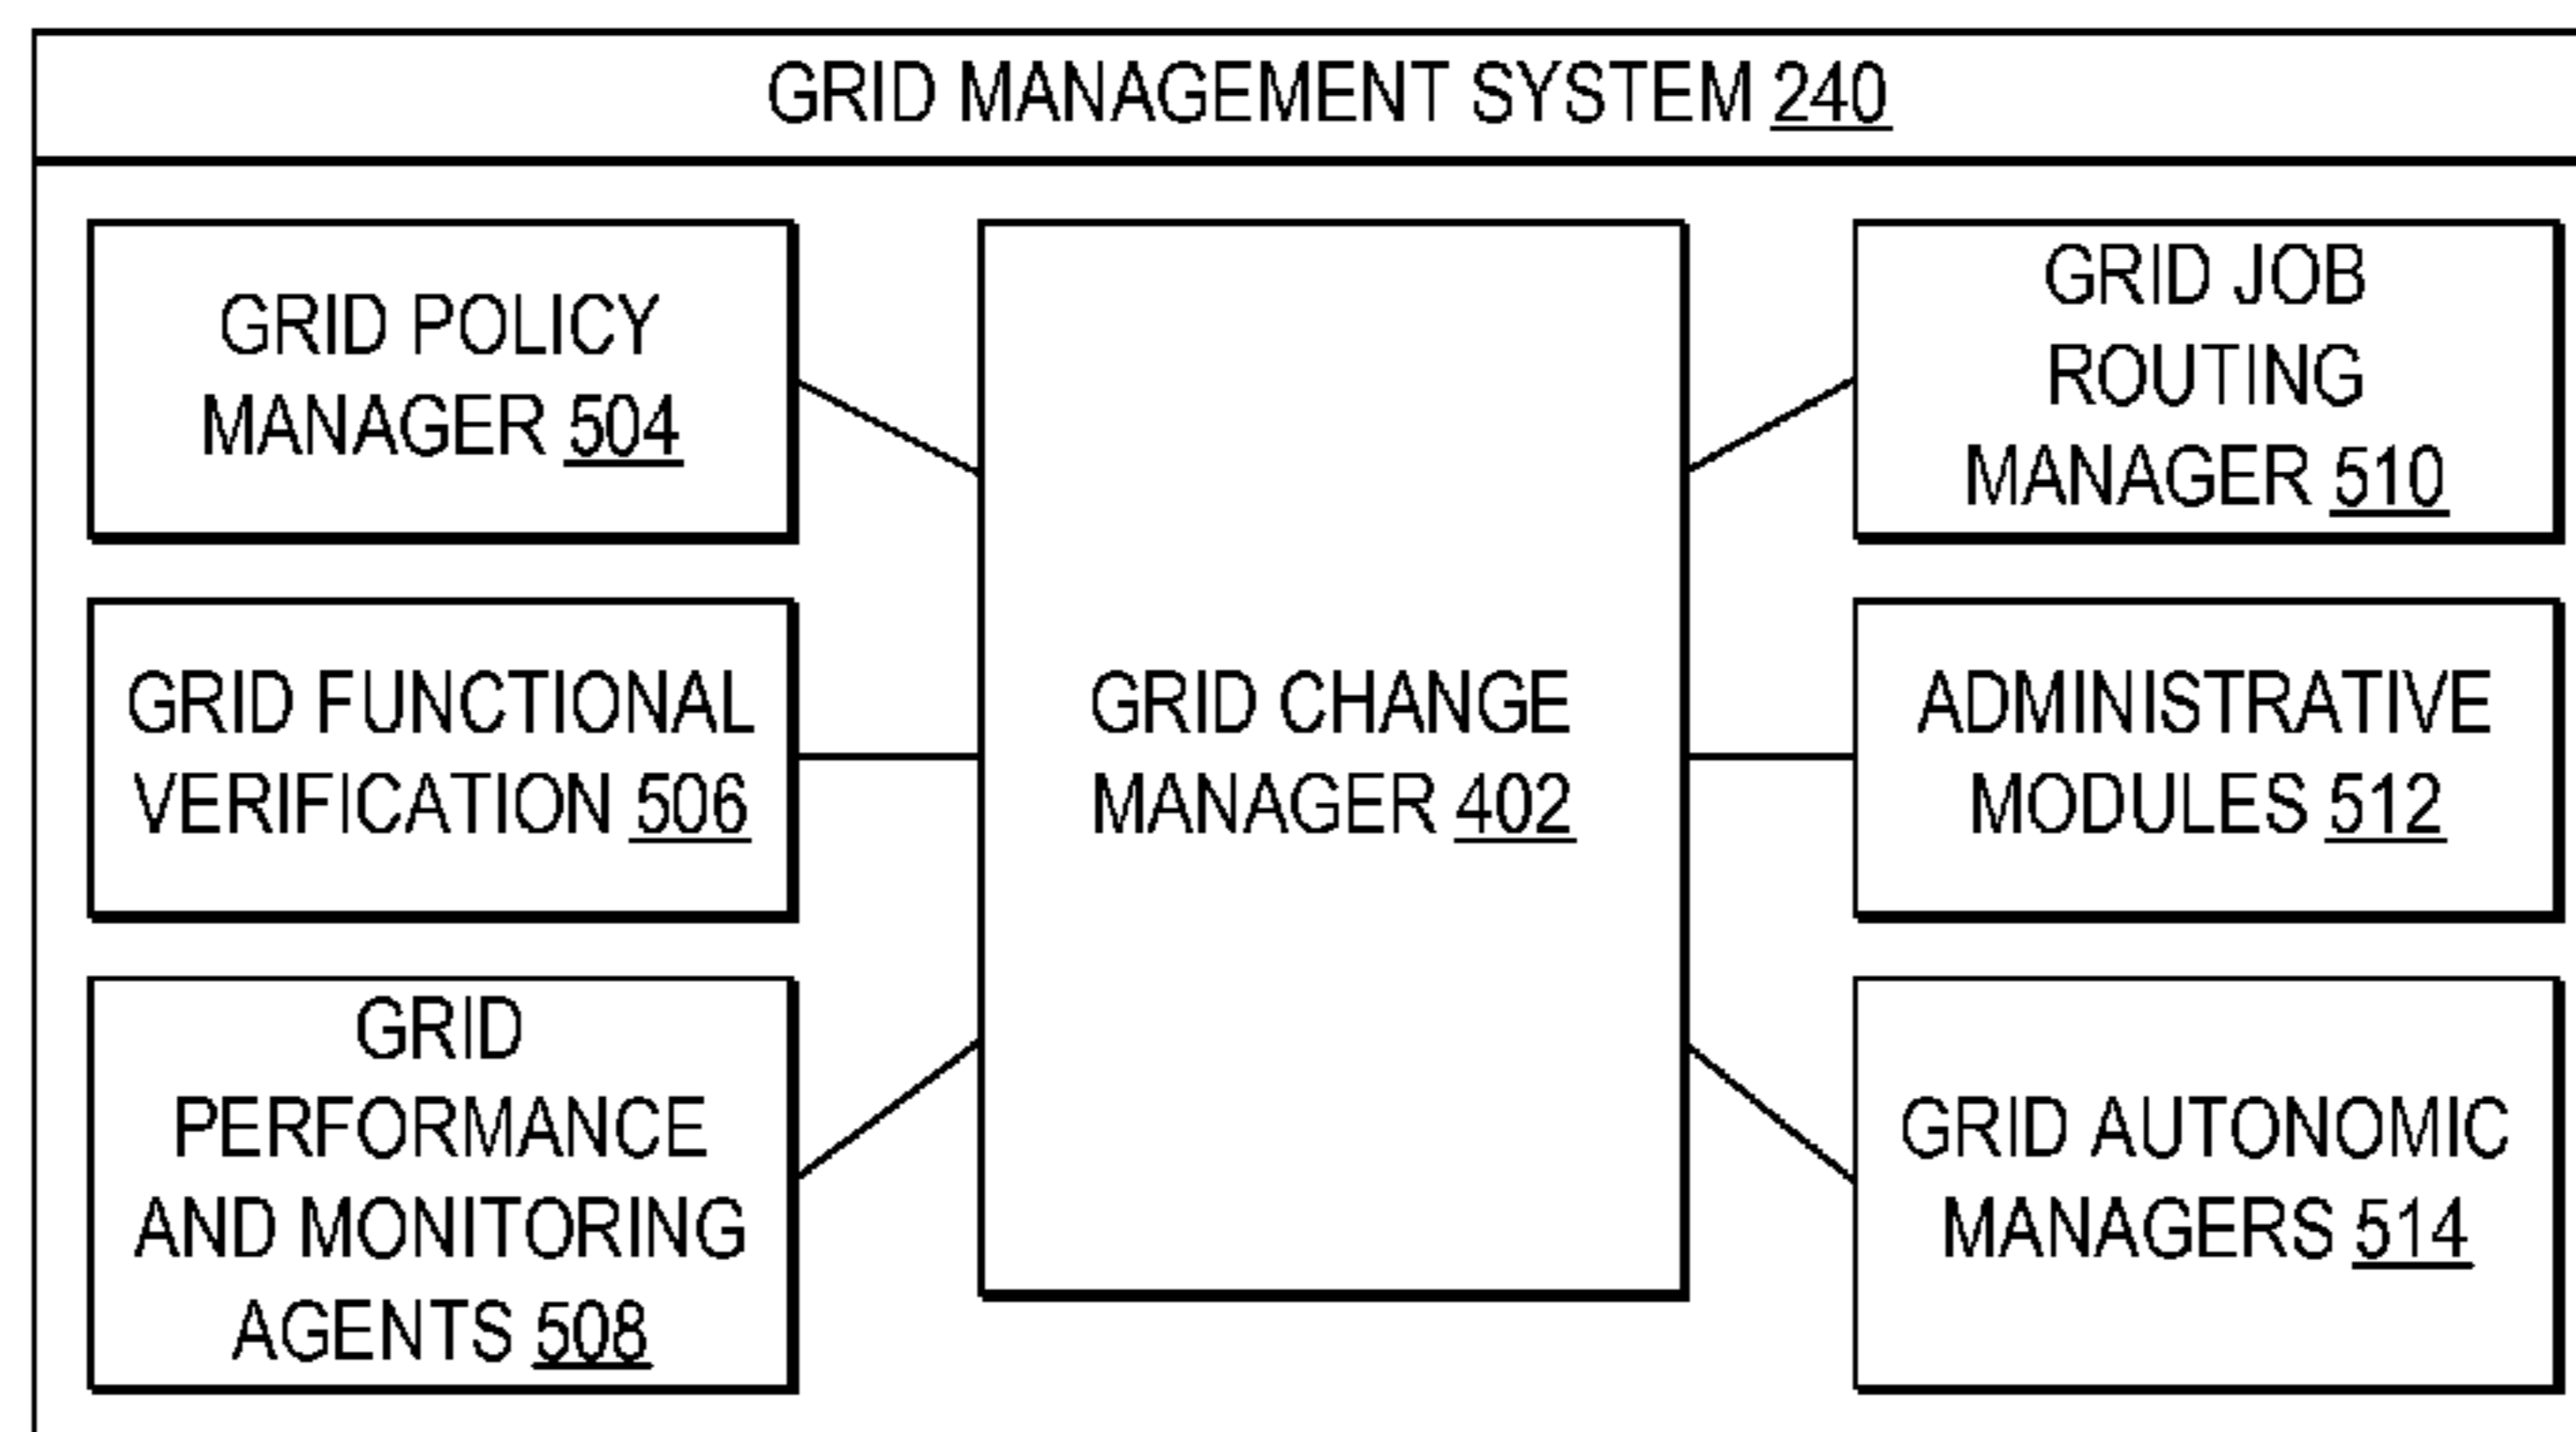 GRID MANAGEMENT SYSTEM 240
GRID POLICY
MANAGER 504
GRID FUNCTIONAL
VERIFICATION 506
GRID
PERFORMANCE
AND MONITORING
AGENTS 508
GRID CHANGE
MANAGER 402
GRID JOB
ROUTING
MANAGER 510
ADMINISTRATIVE
MODULES 512
GRID AUTONOMIC
MANAGERS 514